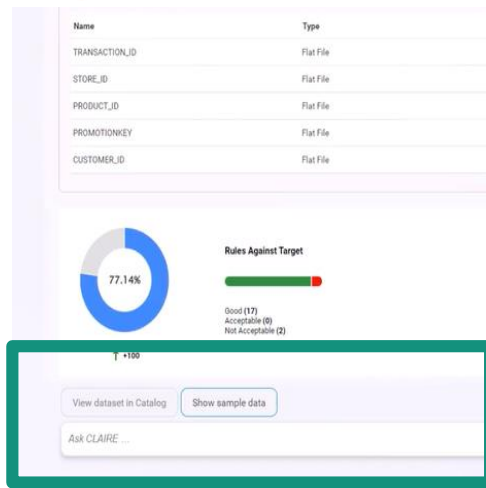 Name Type
TRANSACTION_ID Flat File
STORE_ID Flat File
PRODUCT_ID Flat File
PROMOTIONKEY Flat File
CUSTOMER_ID Flat File
Rules Against Target
77.14%
Good (17)
Acceptable (0)
Not Acceptable (2)
↑ +100
View dataset in Catalog Show sample data
Ask CLAIRE ...